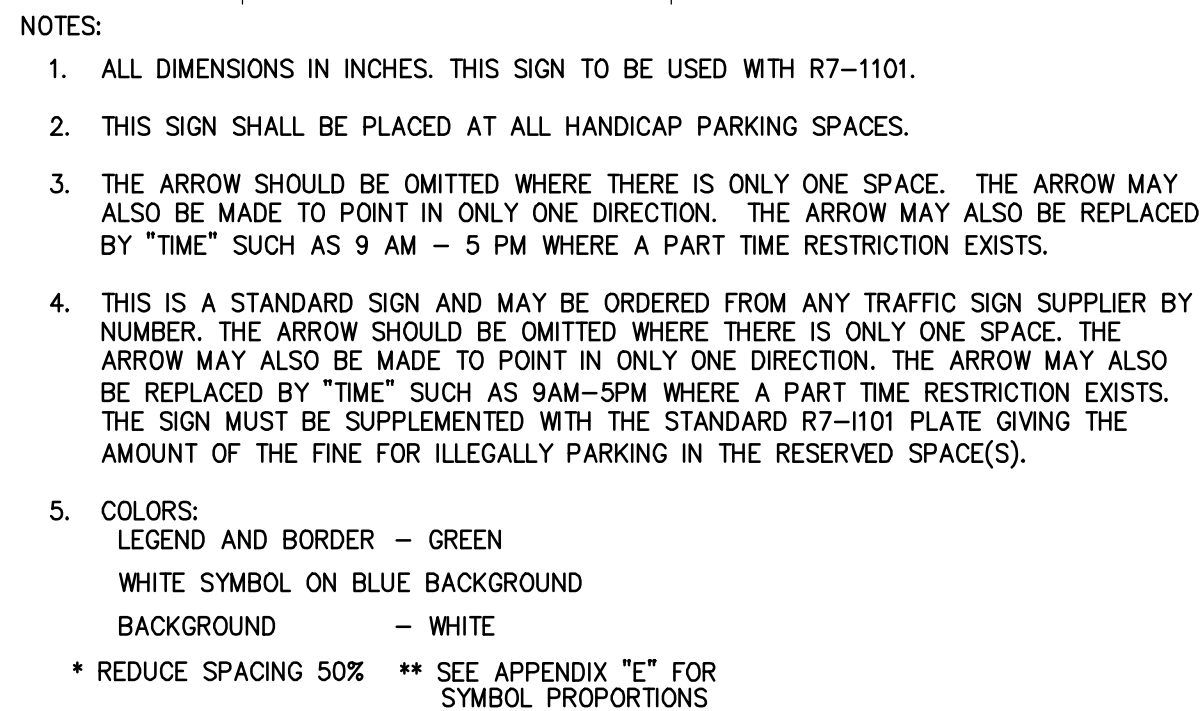 NOTES:
1. ALL DIMENSIONS IN INCHES. THIS SIGN TO BE USED WITH R7–1101.
2. THIS SIGN SHALL BE PLACED AT ALL HANDICAP PARKING SPACES.
3. THE ARROW SHOULD BE OMITTED WHERE THERE IS ONLY ONE SPACE. THE ARROW MAY
ALSO BE MADE TO POINT IN ONLY ONE DIRECTION. THE ARROW MAY ALSO BE REPLACED
BY "TIME" SUCH AS 9 AM – 5 PM WHERE A PART TIME RESTRICTION EXISTS.
4. THIS IS A STANDARD SIGN AND MAY BE ORDERED FROM ANY TRAFFIC SIGN SUPPLIER BY
NUMBER. THE ARROW SHOULD BE OMITTED WHERE THERE IS ONLY ONE SPACE. THE
ARROW MAY ALSO BE MADE TO POINT IN ONLY ONE DIRECTION. THE ARROW MAY ALSO
BE REPLACED BY "TIME" SUCH AS 9AM–5PM WHERE A PART TIME RESTRICTION EXISTS.
THE SIGN MUST BE SUPPLEMENTED WITH THE STANDARD R7–I101 PLATE GIVING THE
AMOUNT OF THE FINE FOR ILLEGALLY PARKING IN THE RESERVED SPACE(S).
5. COLORS:
LEGEND AND BORDER – GREEN
WHITE SYMBOL ON BLUE BACKGROUND
BACKGROUND – WHITE
* REDUCE SPACING 50% ** SEE APPENDIX "E" FOR
SYMBOL PROPORTIONS